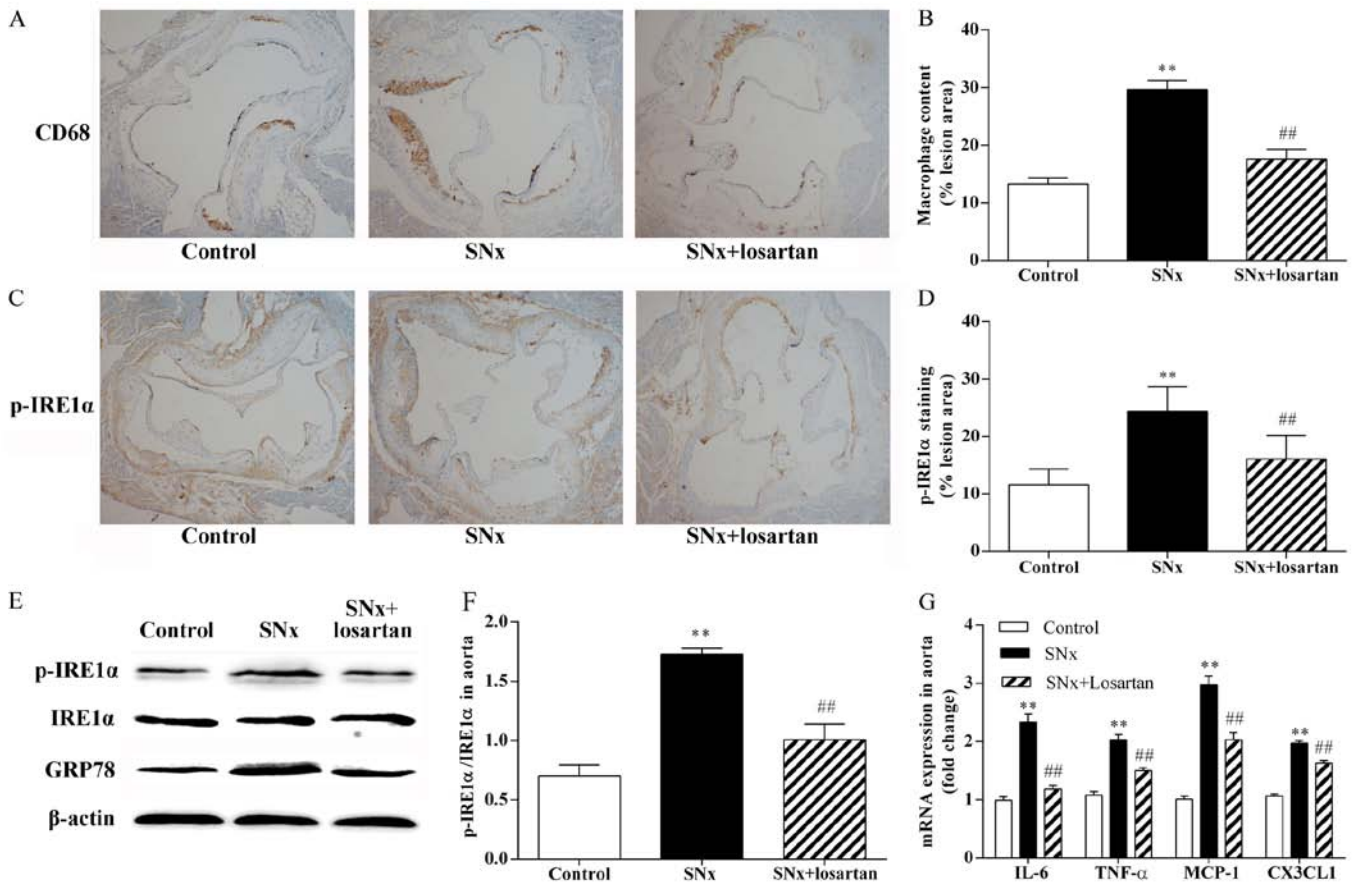 A
CD68
Control
SNx
SNx+losartan
B
Macrophage content
(% lesion area)
40
30
20
10
0
**
##
Control
SNx
SNx+losartan
C
p-IRE1α
Control
SNx
SNx+losartan
D
p-IRE1α staining
(% lesion area)
40
30
20
10
0
**
##
Control
SNx
SNx+losartan
E
Control
SNx
SNx+
losartan
p-IRE1α
IRE1α
GRP78
β-actin
F
p-IRE1α/IRE1α in aorta
2.0
1.5
1.0
0.5
0.0
**
##
Control
SNx
SNx+losartan
G
mRNA expression in aorta
(fold change)
4
3
2
1
0
Control
SNx
SNx+Losartan
**
##
**
##
**
##
**
##
IL-6
TNF-α
MCP-1
CX3CL1